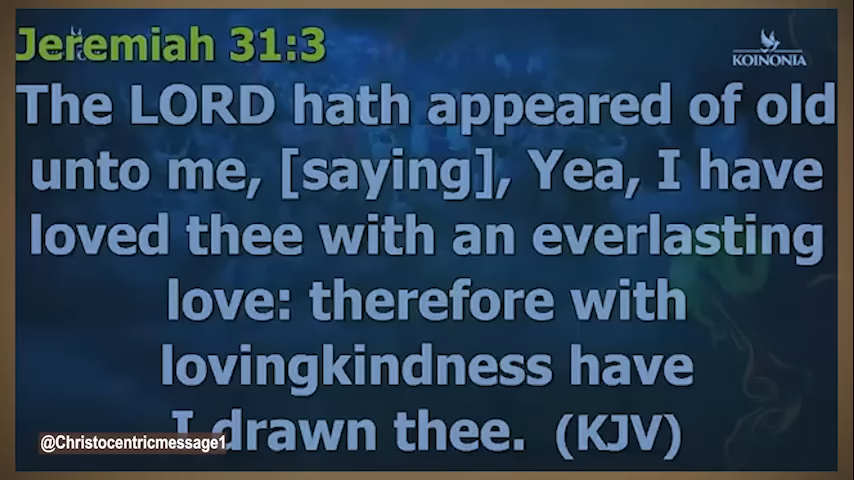 Jeremiah 31:3
KOINONIA
The LORD hath appeared of old
unto me, [saying], Yea, I have
loved thee with an everlasting
love: therefore with
lovingkindness have
I drawn thee. (KJV)
@Christocentricmessage1